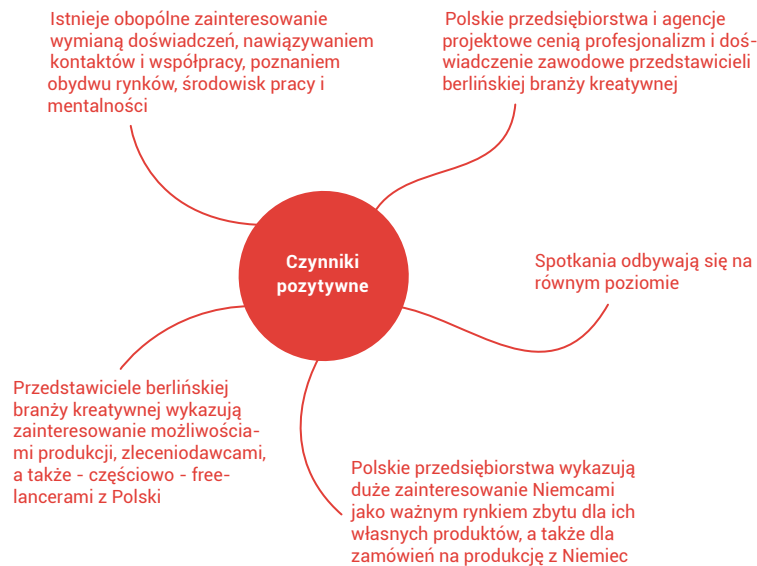 Istnieje obopólne zainteresowanie
wymianą doświadczeń, nawiązywaniem
kontaktów i współpracy, poznaniem
obydwu rynków, środowisk pracy i
mentalności
Polskie przedsiębiorstwa i agencje
projektowe cenią profesjonalizm i doś-
wiadczenie zawodowe przedstawicieli
berlińskiej branży kreatywnej
Czynniki
pozytywne
Spotkania odbywają się na
równym poziomie
Przedstawiciele berlińskiej
branży kreatywnej wykazują
zainteresowanie możliwościa-
mi produkcji, zleceniodawcami,
a także - częściowo - free-
lancerami z Polski
Polskie przedsiębiorstwa wykazują
duże zainteresowanie Niemcami
jako ważnym rynkiem zbytu dla ich
własnych produktów, a także dla
zamówień na produkcję z Niemiec